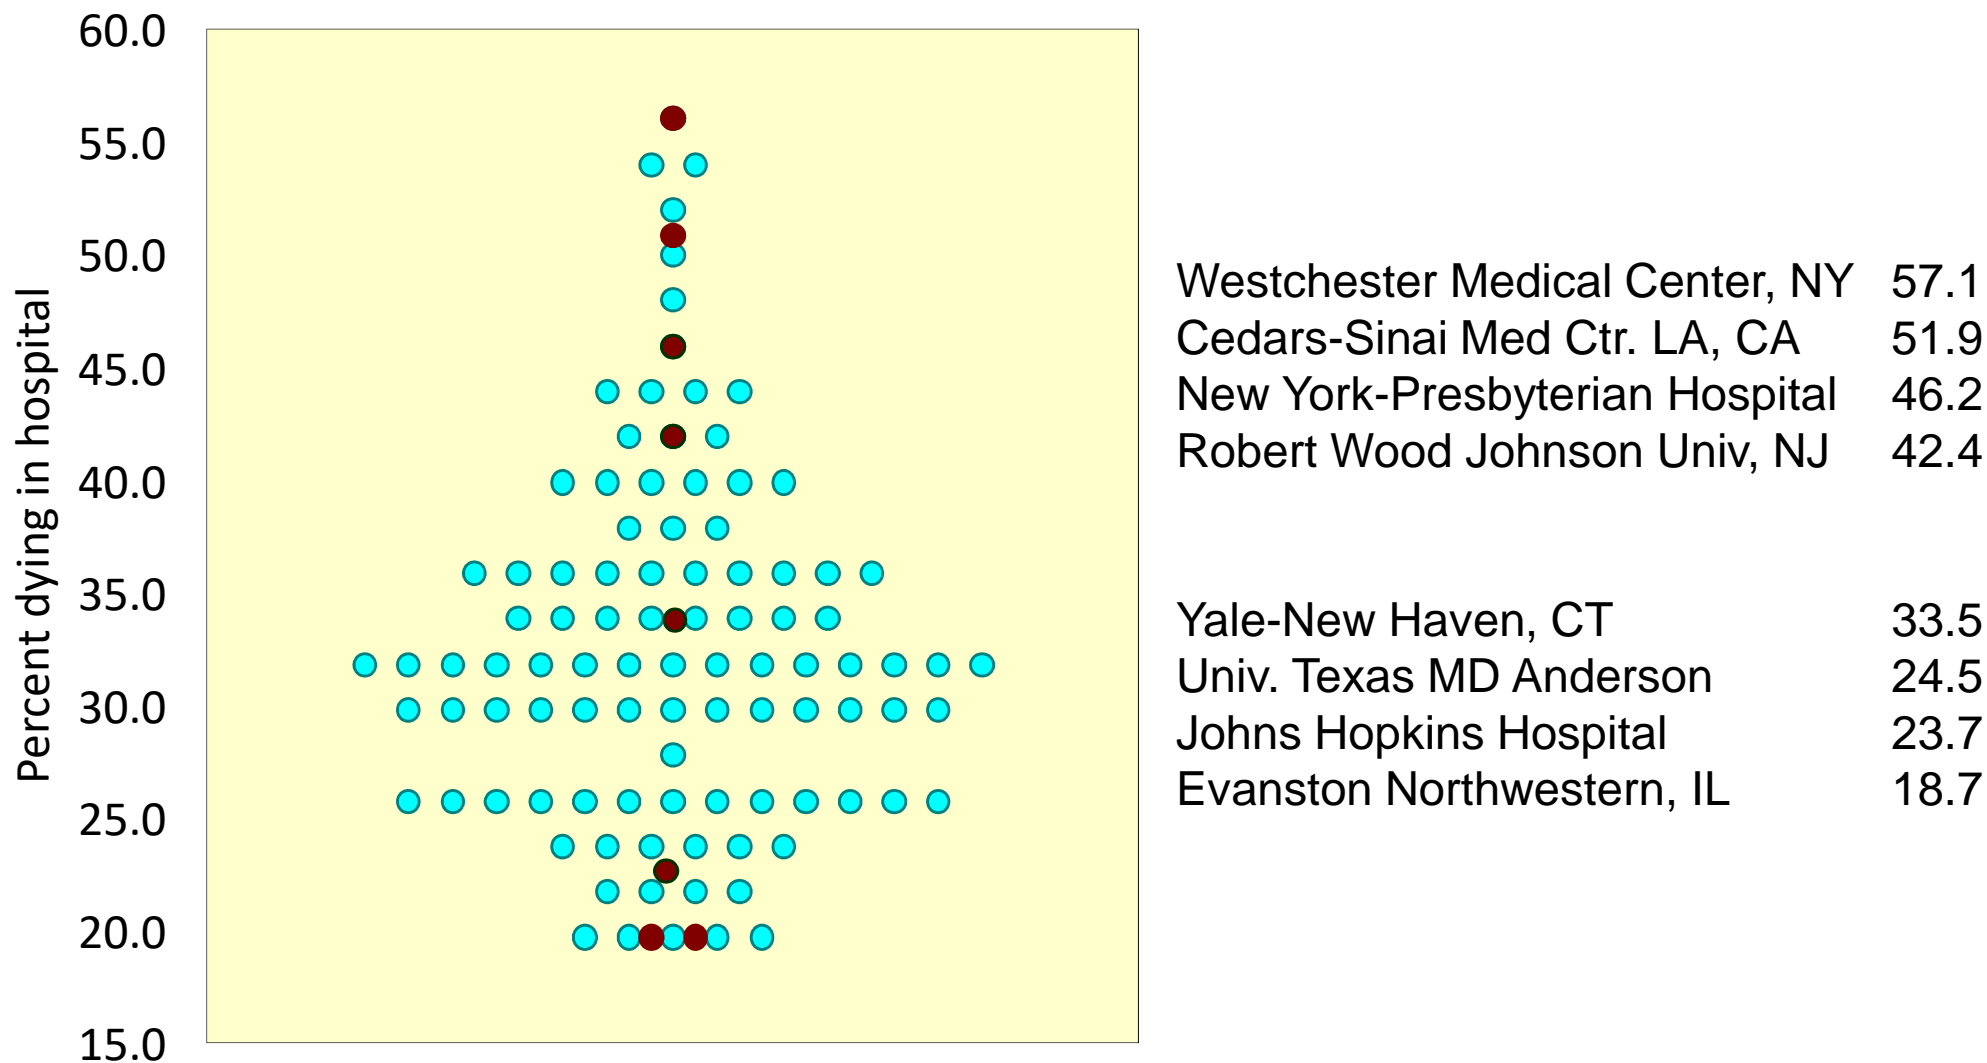 60.0
55.0
50.0
45.0
40.0
35.0
30.0
25.0
20.0
15.0
Percent dying in hospital
Westchester Medical Center, NY 57.1
Cedars-Sinai Med Ctr. LA, CA 51.9
New York-Presbyterian Hospital 46.2
Robert Wood Johnson Univ, NJ 42.4
Yale-New Haven, CT 33.5
Univ. Texas MD Anderson 24.5
Johns Hopkins Hospital 23.7
Evanston Northwestern, IL 18.7